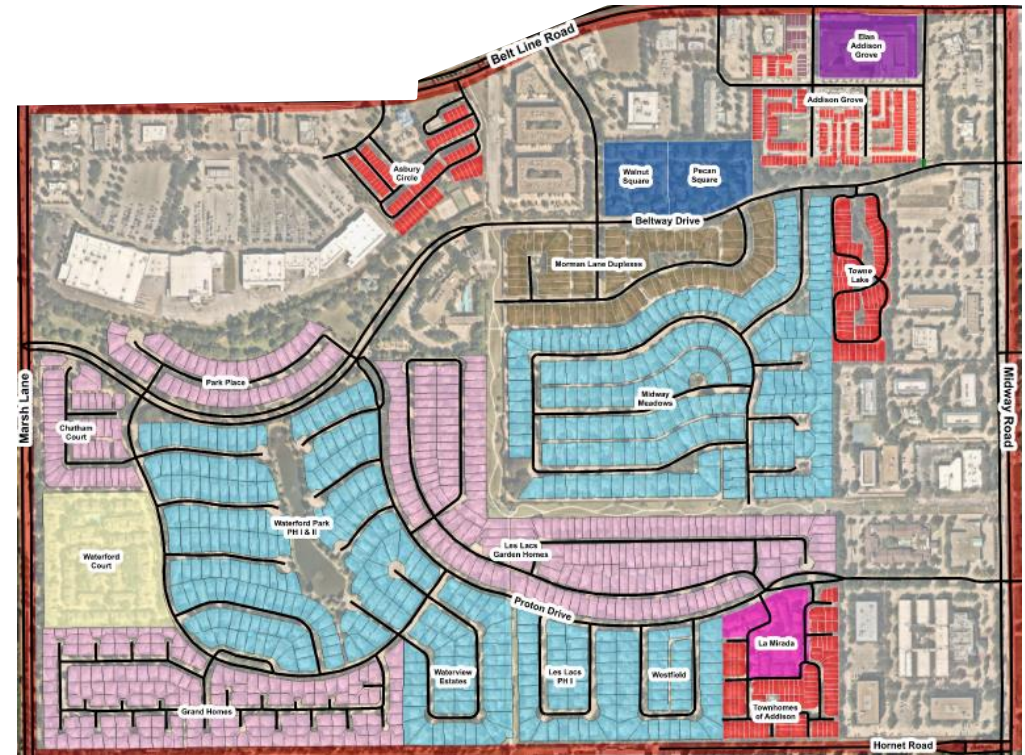 Belt Line Road
Elan
Addison
Grove
Addison Grove
Asbury
Circle
Walnut
Square
Pecan
Square
Beltway Drive
Morman Lane Duplexes
Towne
Lake
Park Place
Midway
Meadows
Marsh Lane
Midway Road
Chatham
Court
Waterford Park
PH I & II
Waterford
Court
Les Lacs
Garden Homes
Proton Drive
La Mirada
Waterview
Estates
Les Lacs
PH I
Westfield
Grand Homes
Townhomes
of Addison
Hornet Road